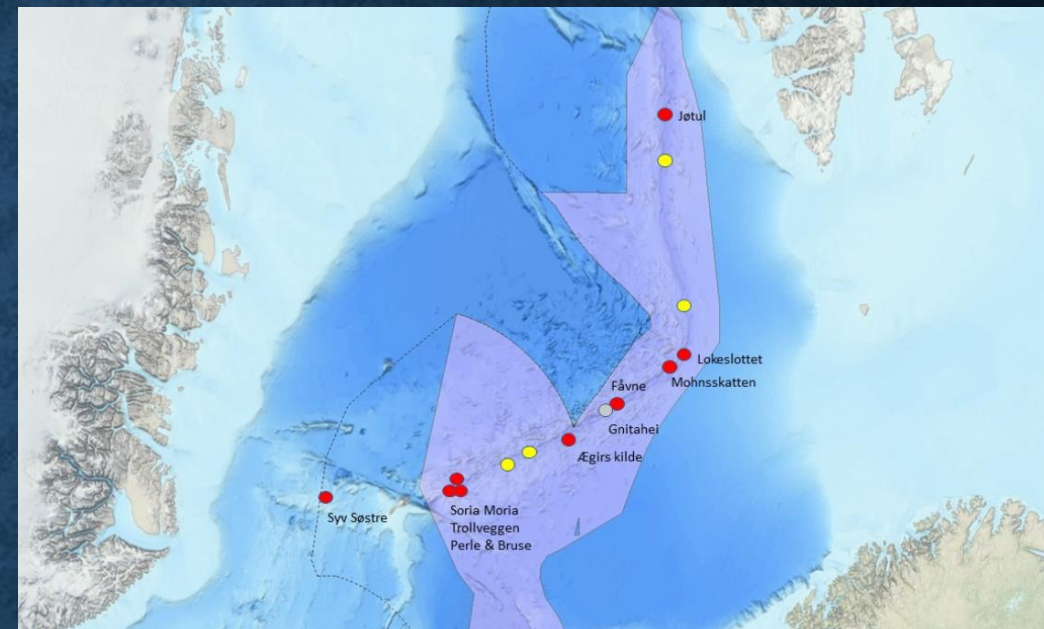 Jøtul
Lokeslottet
Mohnsskatten
Fåvne
Gnitahei
Ægirs kilde
Soria Moria
Trollveggen
Perle & Bruse
Syv Søstre